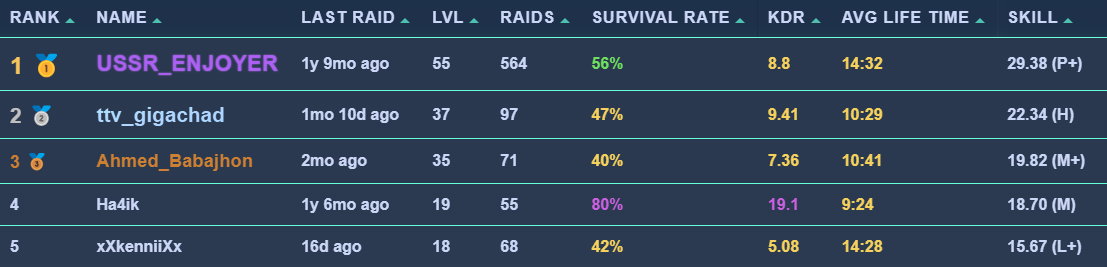 RANK NAME LAST RAID LVL RAIDS SURVIVAL RATE KDR AVG LIFE TIME SKILL
1 1 USSR_ENJOYER 1y 9mo ago 55 564 56% 8.8 14:32 29.38 (P+)
2 2 ttv_gigachad 1mo 10d ago 37 97 47% 9.41 10:29 22.34 (H)
3 3 Ahmed_Babajhon 2mo ago 35 71 40% 7.36 10:41 19.82 (M+)
4 Ha4ik 1y 6mo ago 19 55 80% 19.1 9:24 18.70 (M)
5 xXkenniiXx 16d ago 18 68 42% 5.08 14:28 15.67 (L+)